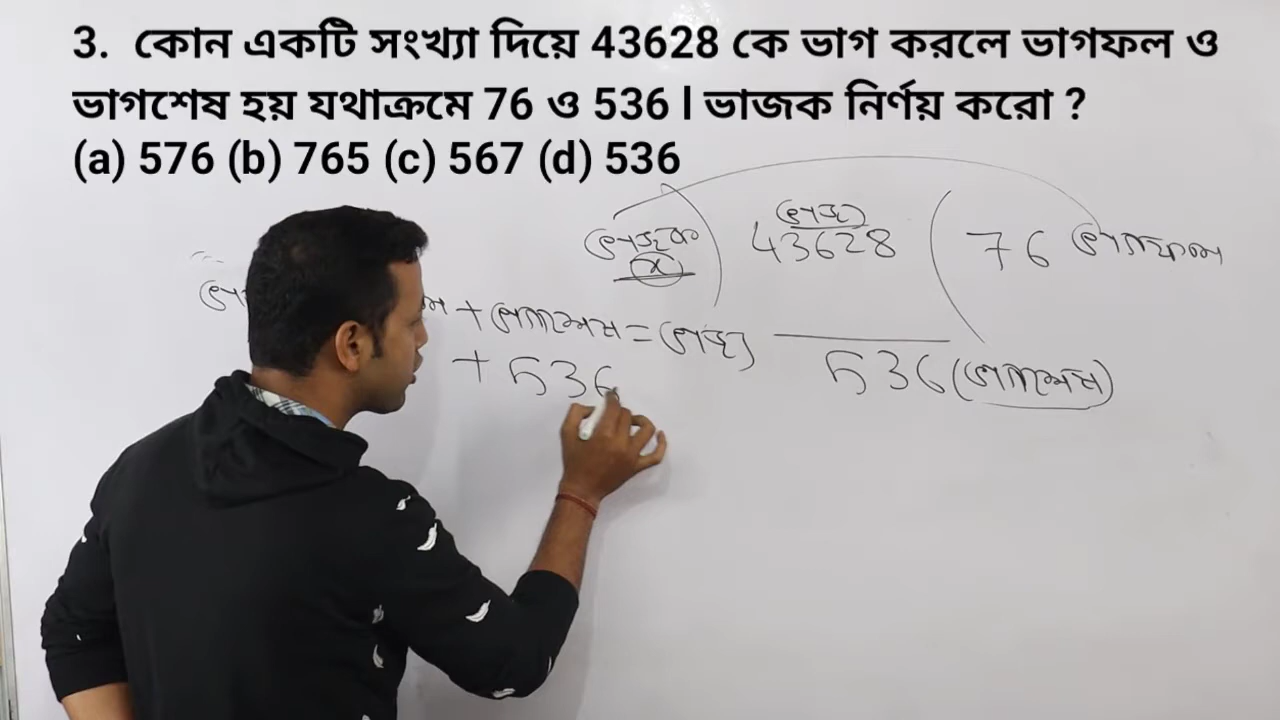 3. কোন একটি সংখ্যা দিয়ে 43628 কে ভাগ করলে ভাগফল ও
ভাগশেষ হয় যথাক্রমে 76 ও 536 । ভাজক নির্ণয় করো ?
(a) 576 (b) 765 (c) 567 (d) 536
ভাজ্য
ভাজক ) 43628 ( 76 ভাগফল
(x)
+ ভাগশেষ = ভাজ্য
+ 536
536 (ভাগশেষ)